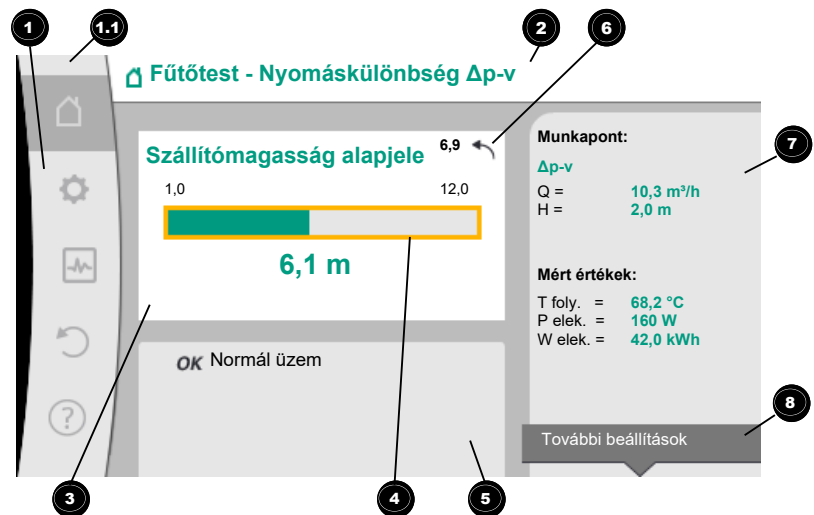 1
1.1
2
6
Fűtőtest - Nyomáskülönbség Δp-v
Szállítómagasság alapjele
6,9
1,0
12,0
6,1 m
Munkapont:
7
Δp-v
Q = 10,3 m³/h
H = 2,0 m
Mért értékek:
T foly. = 68,2 °C
P elek. = 160 W
W elek. = 42,0 kWh
OK Normál üzem
?
8
További beállítások
3
4
5